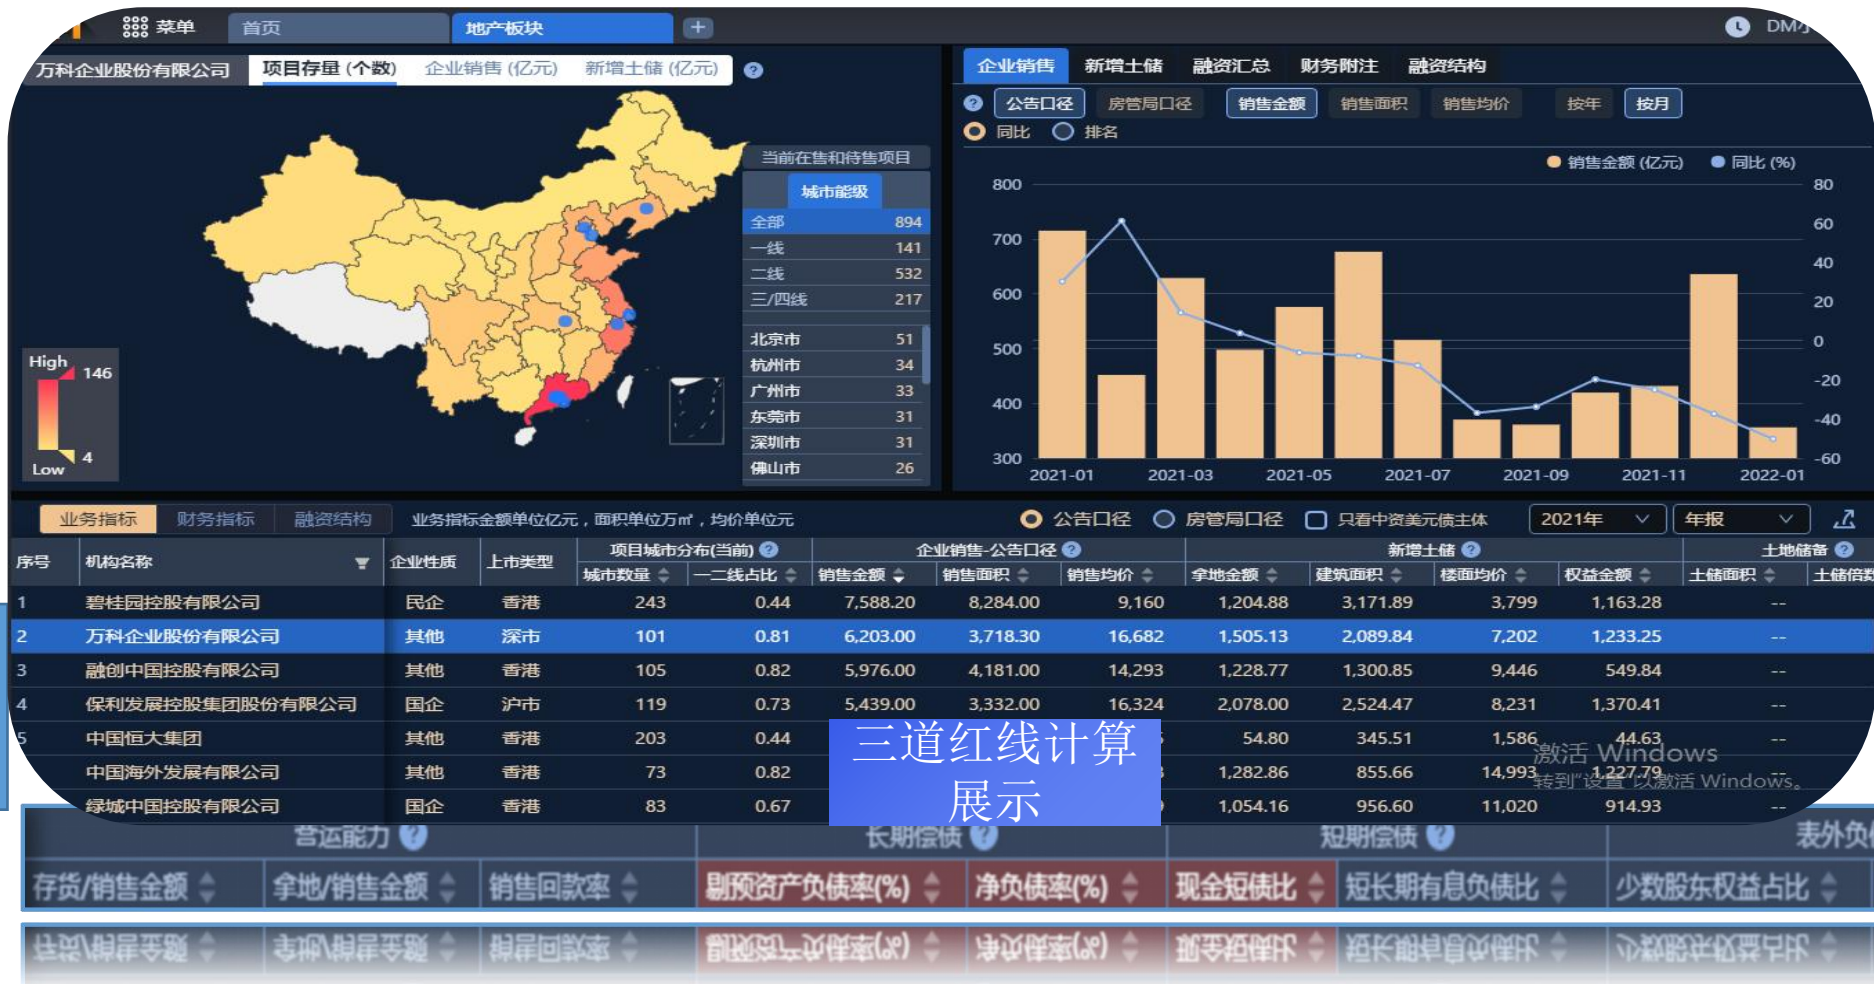 菜单 首页 地产板块 +
万科企业股份有限公司 项目存量 (个数) 企业销售 (亿元) 新增土储 (亿元) ?
当前在售和待售项目
城市能级
全部 894
一线 141
二线 532
三/四线 217
北京市 51
杭州市 34
广州市 33
东莞市 31
深圳市 31
佛山市 26
High 146
4
Low
企业销售 新增土储 融资汇总 财务附注 融资结构
? 公告口径 房管局口径 销售金额 销售面积 销售均价 按年 按月
同比 排名
销售金额 (亿元) 同比 (%)
800 80
60
700
40
600
20
500 0
-20
400
-40
300 -60
2021-01 2021-03 2021-05 2021-07 2021-09 2021-11 2022-01
业务指标 财务指标 融资结构 业务指标金额单位亿元，面积单位万㎡，均价单位元 公告口径 房管局口径 只看中资美元债主体 2021年 年报
序号 机构名称 企业性质 上市类型 项目城市分布(当前) ? 企业销售-公告口径 ? 新增土储 ? 土地储备 ?
城市数量 一二线占比 销售金额 销售面积 销售均价 拿地金额 建筑面积 楼面均价 权益金额 土储面积 土储倍数
1 碧桂园控股有限公司 民企 香港 243 0.44 7,588.20 8,284.00 9,160 1,204.88 3,171.89 3,799 1,163.28 --
2 万科企业股份有限公司 其他 深市 101 0.81 6,203.00 3,718.30 16,682 1,505.13 2,089.84 7,202 1,233.25 --
3 融创中国控股有限公司 其他 香港 105 0.82 5,976.00 4,181.00 14,293 1,228.77 1,300.85 9,446 549.84 --
4 保利发展控股集团股份有限公司 国企 沪市 119 0.73 5,439.00 3,332.00 16,324 2,078.00 2,524.47 8,231 1,370.41 --
5 中国恒大集团 其他 香港 203 0.44 54.80 345.51 1,586 44.63 --
中国海外发展有限公司 其他 香港 73 0.82 1,282.86 855.66 14,993 1,227.79 --
绿城中国控股有限公司 国企 香港 83 0.67 1,054.16 956.60 11,020 914.93 --
三道红线计算
展示
激活 Windows
转到"设置"以激活 Windows。
营运能力 ? 长期偿债 ? 短期偿债 ? 表外负
存货/销售金额 拿地/销售金额 销售回款率 剔预资产负债率(%) 净负债率(%) 现金短债比 短长期有息负债比 少数股东权益占比